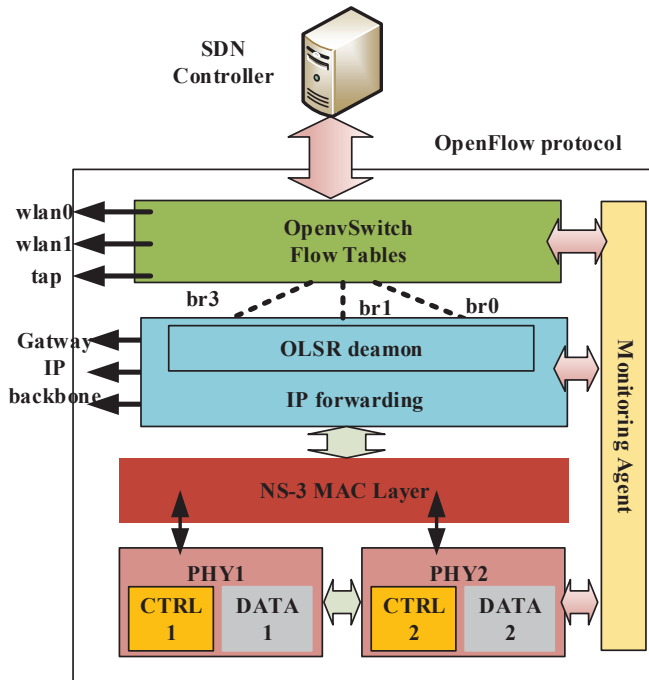 SDN
Controller
OpenFlow protocol
wlan0
wlan1
tap
OpenvSwitch
Flow Tables
br3
br1
br0
Gatway
IP
backbone
OLSR deamon
IP forwarding
Monitoring Agent
NS-3 MAC Layer
PHY1
CTRL
1
DATA
1
PHY2
CTRL
2
DATA
2